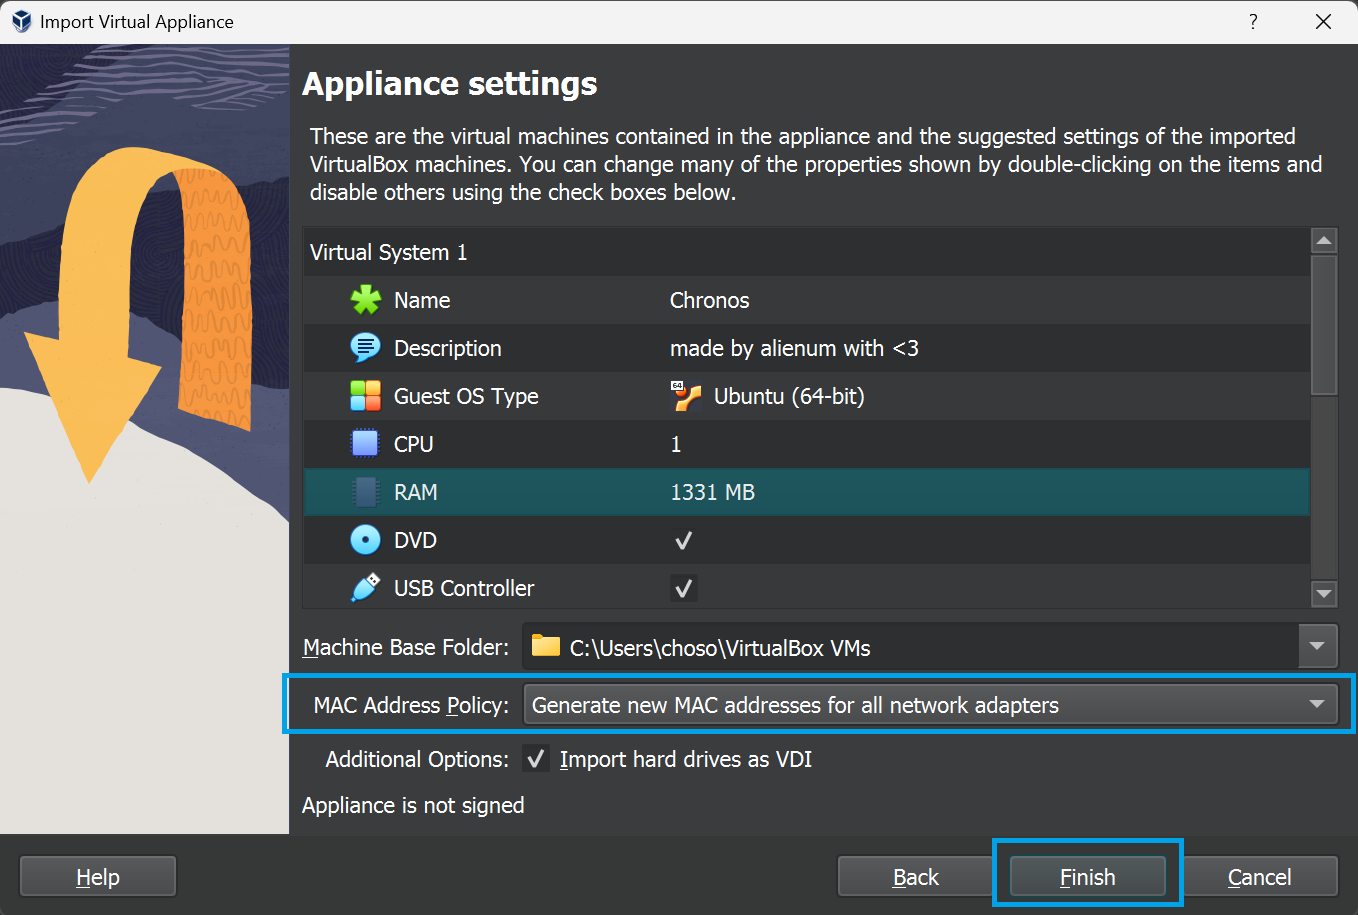 Import Virtual Appliance
?
Appliance settings
These are the virtual machines contained in the appliance and the suggested settings of the imported
VirtualBox machines. You can change many of the properties shown by double-clicking on the items and
disable others using the check boxes below.
Virtual System 1
Name Chronos
Description made by alienum with <3
Guest OS Type 64 Ubuntu (64-bit)
CPU 1
RAM 1331 MB
DVD ✓
USB Controller ✓
Machine Base Folder: C:\Users\choso\VirtualBox VMs
MAC Address Policy: Generate new MAC addresses for all network adapters
Additional Options: ✓ Import hard drives as VDI
Appliance is not signed
Help Back Finish Cancel